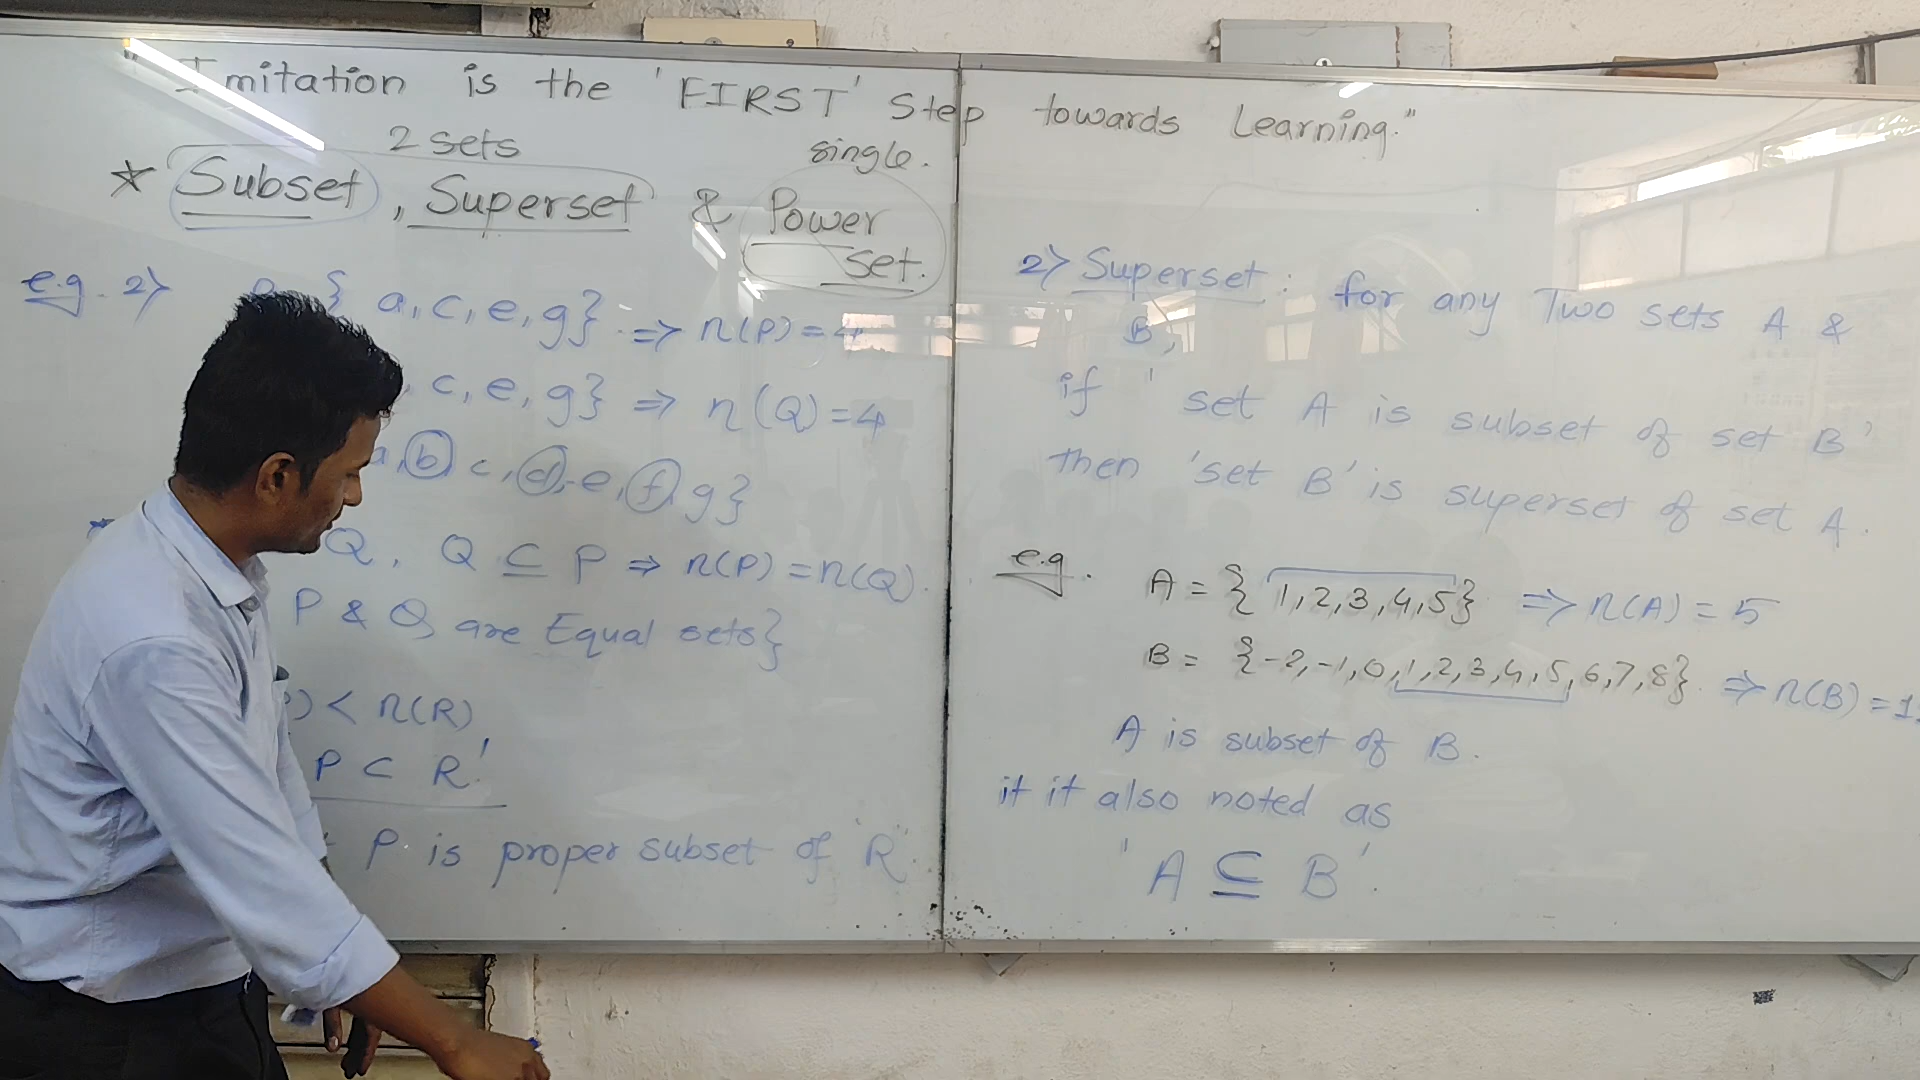 "Imitation is the 'FIRST' Step towards Learning."
2 sets single.
* Subset, Superset & Power set.
e.g. 2> { a, c, e, g} => n(P)=4
, c, e, g} => n(Q)=4
a, b, c, d, e, f, g}
Q, Q ⊆ P => n(P) = n(Q).
P & Q are Equal sets}
) < n(R)
P ⊂ R'
P is proper subset of "R".
2> Superset : for any Two sets A &
B,
if ' set A is subset of set B'
then 'set B' is superset of set A.
e.g. A = { 1,2,3,4,5} => n(A) = 5
B = {-2,-1,0,1,2,3,4,5,6,7,8} => n(B) =
A is subset of B.
it it also noted as
'A ⊆ B'.